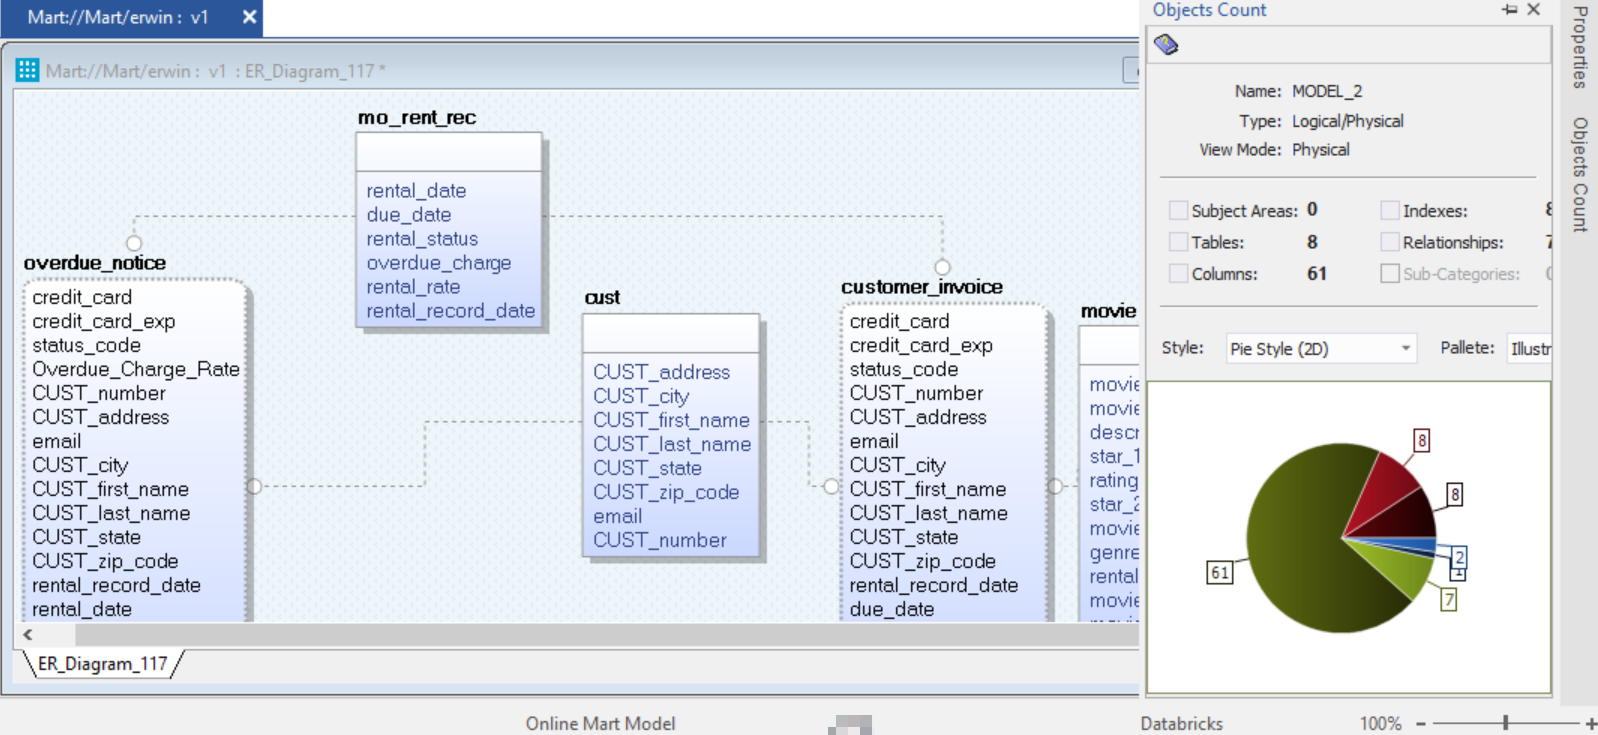 Mart://Mart/erwin : v1
Mart://Mart/erwin : v1 : ER_Diagram_117 *
mo_rent_rec
rental_date
due_date
rental_status
overdue_charge
rental_rate
rental_record_date
overdue_notice
credit_card
credit_card_exp
status_code
Overdue_Charge_Rate
CUST_number
CUST_address
email
CUST_city
CUST_first_name
CUST_last_name
CUST_state
CUST_zip_code
rental_record_date
rental_date
cust
CUST_address
CUST_city
CUST_first_name
CUST_last_name
CUST_state
CUST_zip_code
email
CUST_number
customer_invoice
credit_card
credit_card_exp
status_code
CUST_number
CUST_address
email
CUST_city
CUST_first_name
CUST_last_name
CUST_state
CUST_zip_code
rental_record_date
due_date
movie
movie
movie
descr
star_1
rating
star_2
movie
genre
rental
movie
ER_Diagram_117
Objects Count
Name: MODEL_2
Type: Logical/Physical
View Mode: Physical
Subject Areas: 0
Indexes: 8
Tables: 8
Relationships: 7
Columns: 61
Sub-Categories:
Style: Pie Style (2D)
Pallete: Illustr
8
8
2
1
7
61
Properties
Objects Count
Online Mart Model
Databricks
100%